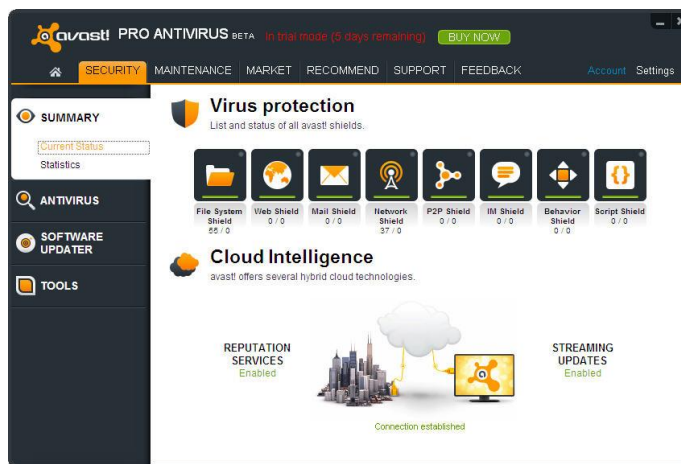 avast! PRO ANTIVIRUS BETA in trial mode (5 days remaining) BUY NOW
SECURITY MAINTENANCE MARKET RECOMMEND SUPPORT FEEDBACK Account Settings
SUMMARY
Current Status
Statistics
ANTIVIRUS
SOFTWARE
UPDATER
TOOLS
Virus protection
List and status of all avast! shields.
File System
Shield
55 / 0
Web Shield
0 / 0
Mail Shield
0 / 0
Network
Shield
37 / 0
P2P Shield
0 / 0
IM Shield
0 / 0
Behavior
Shield
0 / 0
Script Shield
0 / 0
Cloud Intelligence
avast! offers several hybrid cloud technologies.
REPUTATION
SERVICES
Enabled
STREAMING
UPDATES
Enabled
Connection established